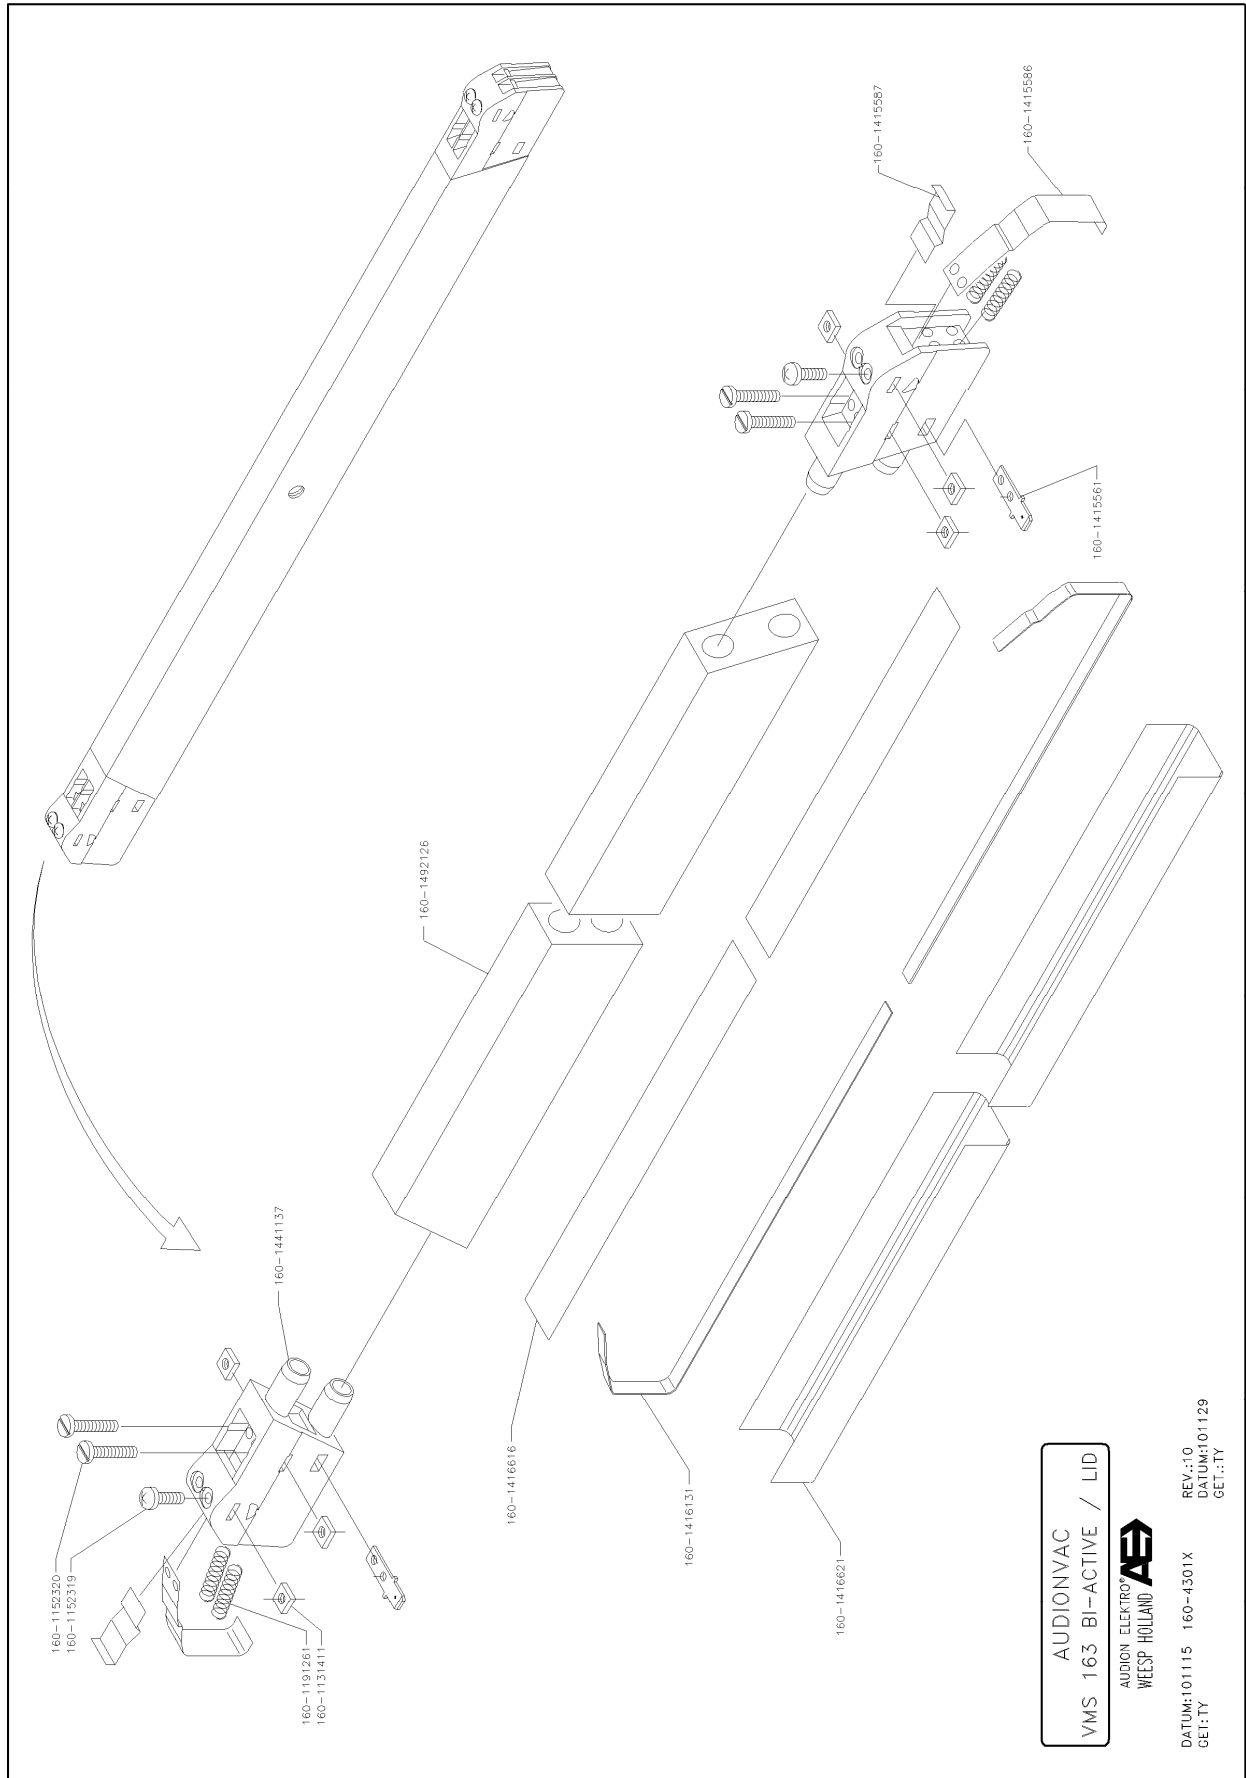 160-1152320
160-1152319
160-1191261
160-1131411
160-1441137
160-1492126
160-1415587
160-1415586
160-1415561
160-1416616
160-1416131
160-1416621
AUDIONVAC
VMS 163 BI-ACTIVE / LID
AUDION ELEKTRO®
WEESP HOLLAND AEH
DATUM:101115 160-4301X REV.:10
GET:TY DATUM:101129
GET.:TY